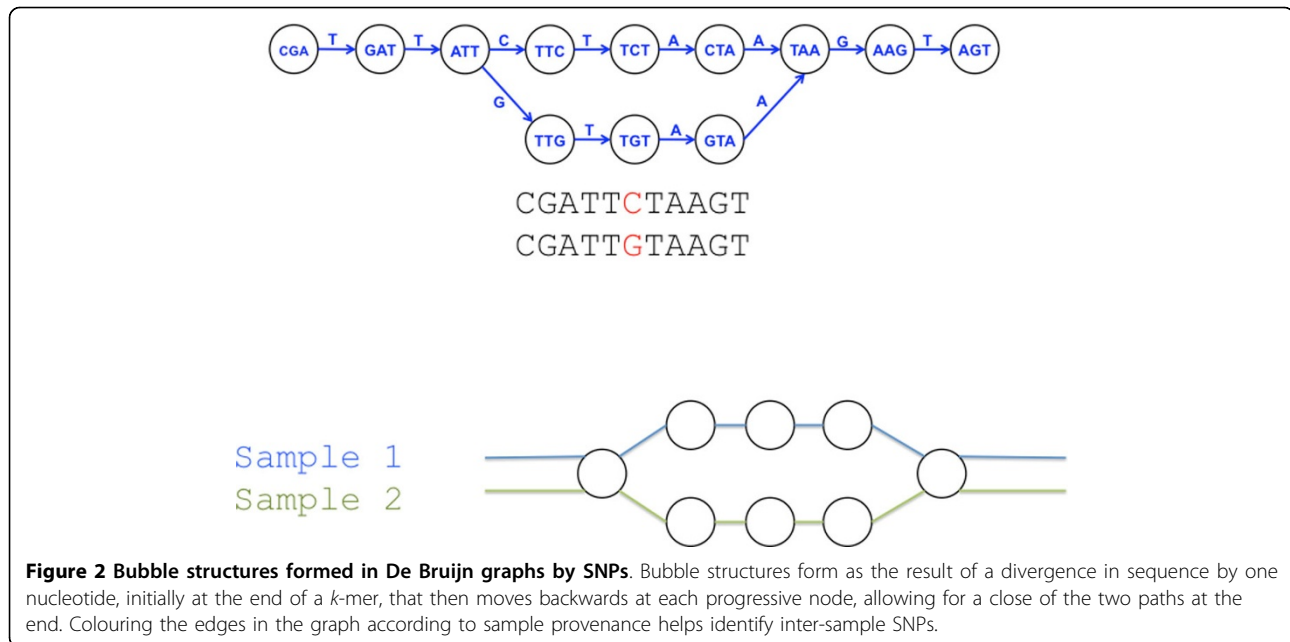 T T C T A A G T
CGA GAT ATT TTC TCT CTA TAA AAG AGT
G A
T A
TTG TGT GTA
CGATTCTAAGT
CGATTGTAAGT
Sample 1
Sample 2
Figure 2 Bubble structures formed in De Bruijn graphs by SNPs. Bubble structures form as the result of a divergence in sequence by one
nucleotide, initially at the end of a k-mer, that then moves backwards at each progressive node, allowing for a close of the two paths at the
end. Colouring the edges in the graph according to sample provenance helps identify inter-sample SNPs.